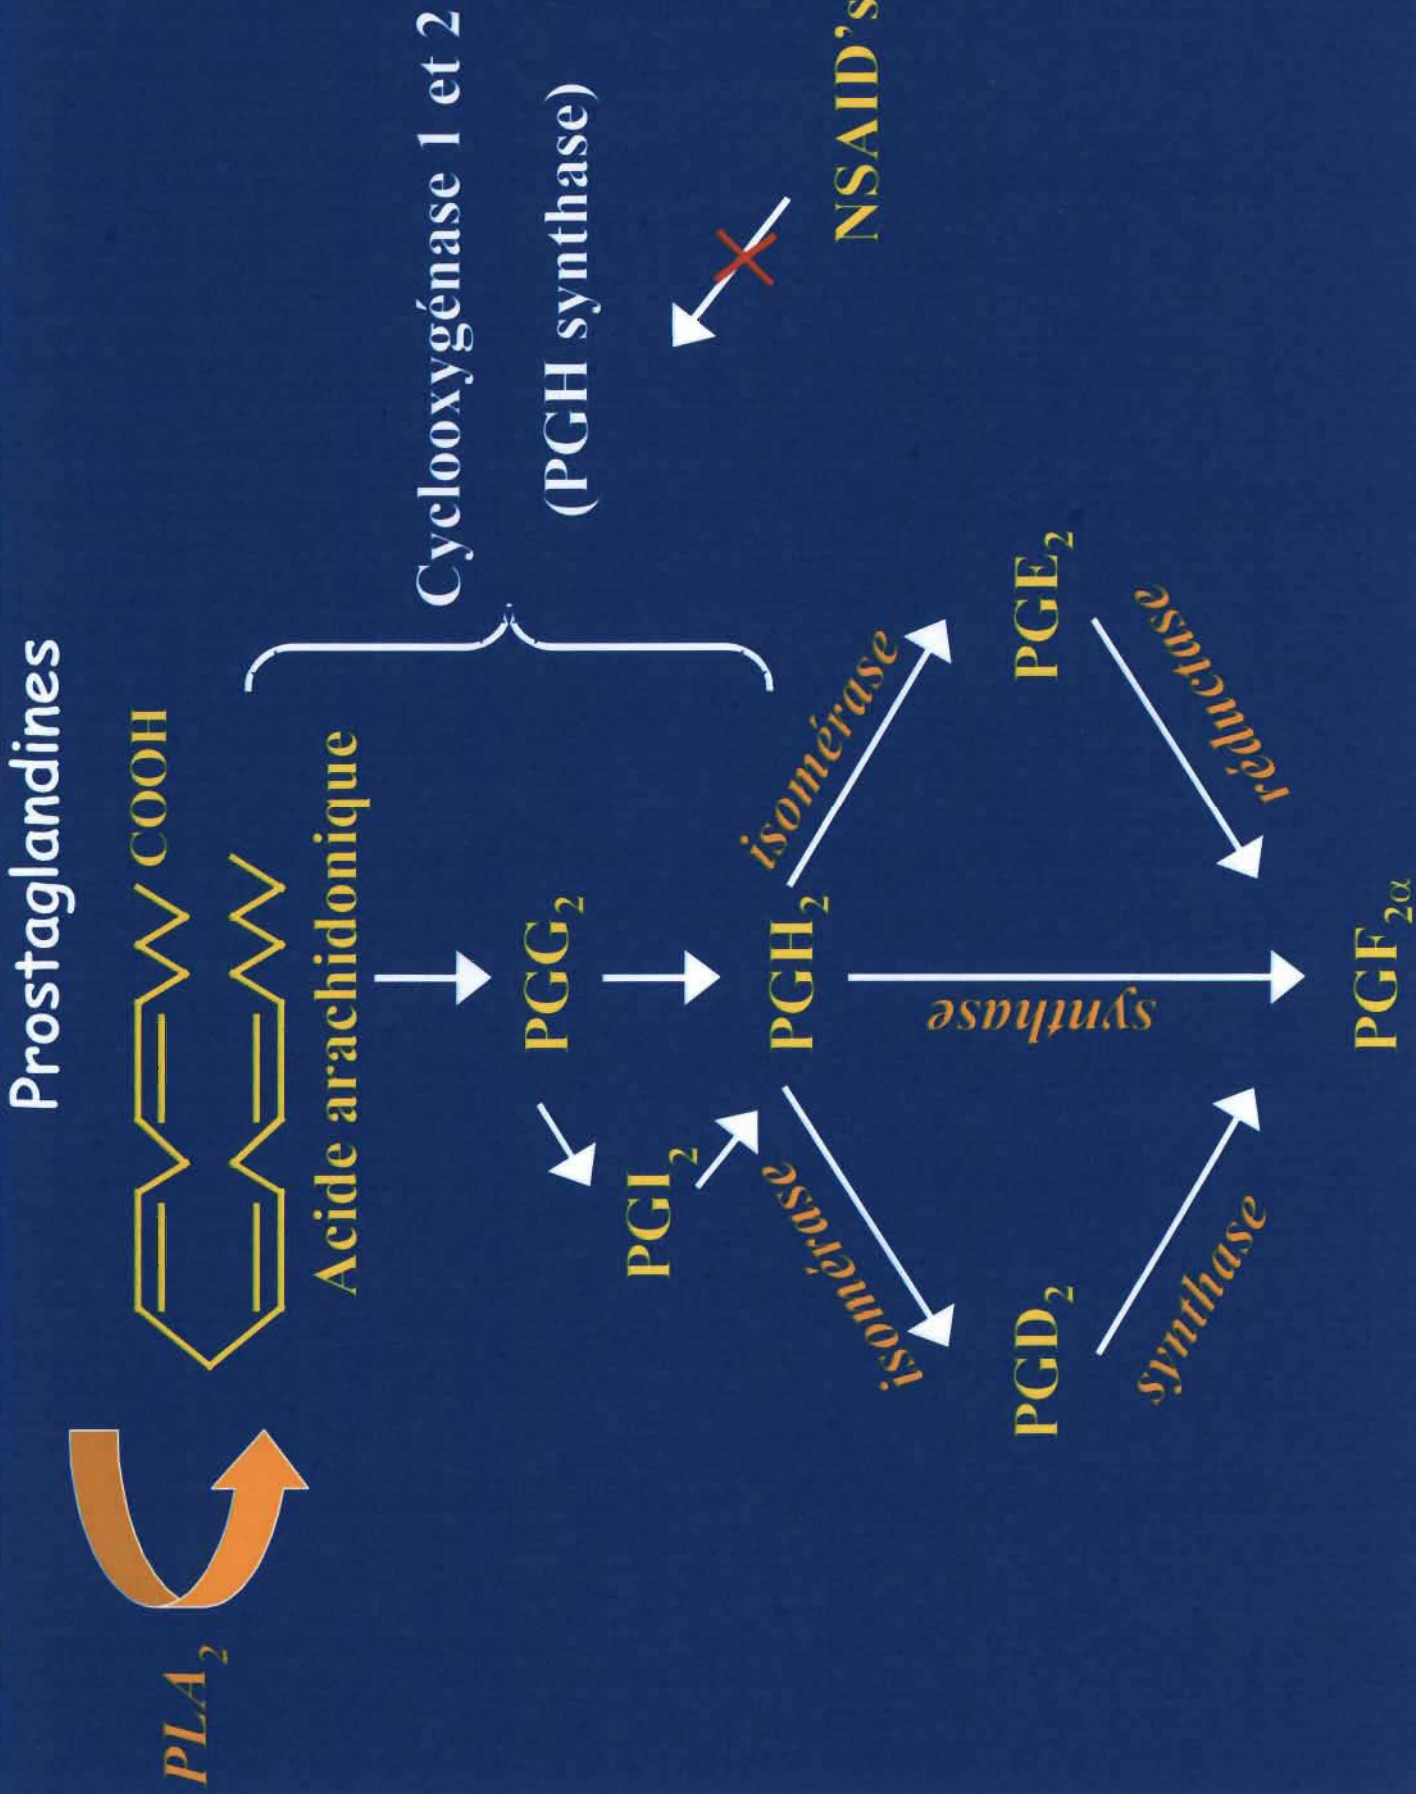 Prostaglandines
PLA₂
COOH
Acide arachidonique
Cyclooxygénase 1 et 2
(PGH synthase)
PGG₂
PGI₂
NSAID's
PGH₂
isomérase
synthase
isomérase
PGD₂
PGE₂
synthase
réductase
PGF₂α